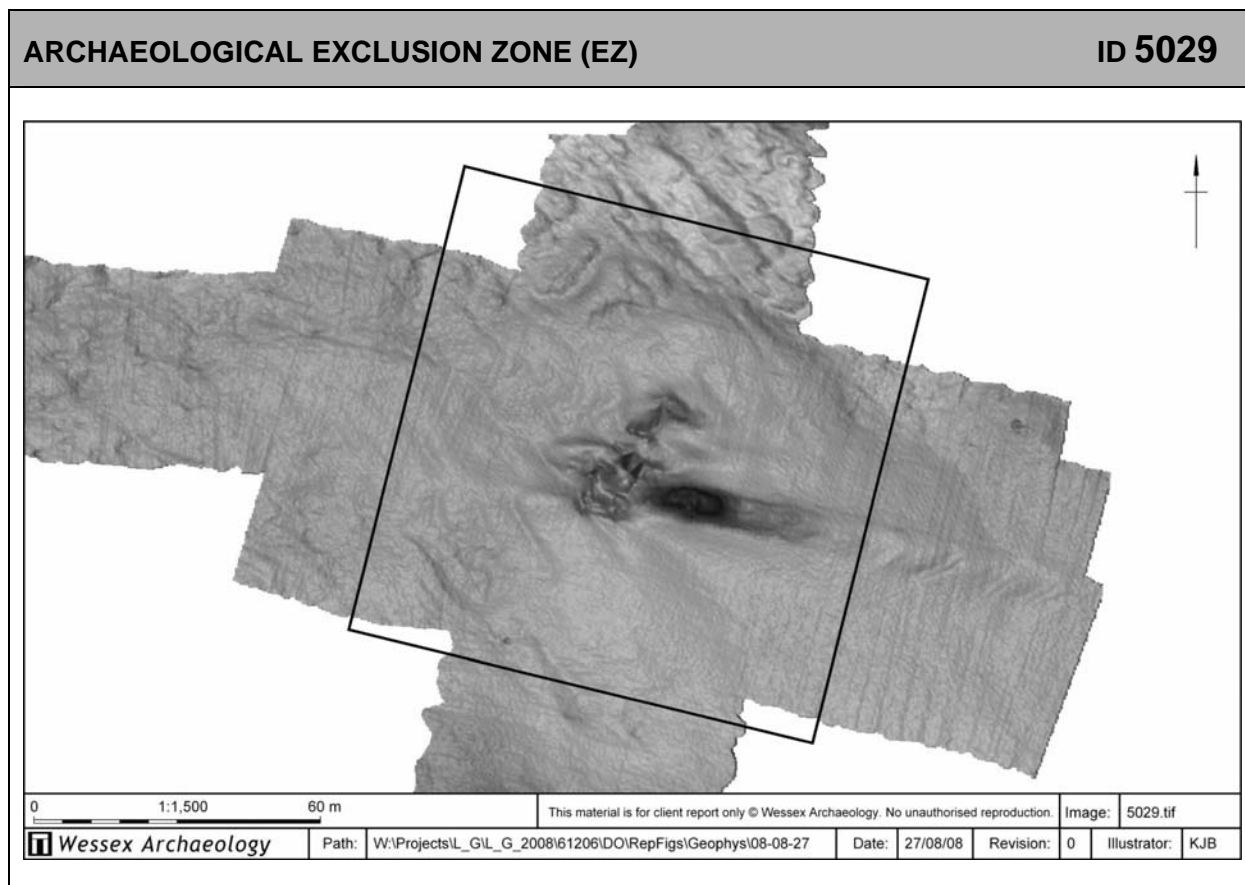 ARCHAEOLOGICAL EXCLUSION ZONE (EZ) ID 5029
0 1:1,500 60 m
This material is for client report only © Wessex Archaeology. No unauthorised reproduction. Image: 5029.tif
Wessex Archaeology Path: W:\Projects\L_G\L_G_2008\61206\DO\RepFigs\Geophys\08-08-27 Date: 27/08/08 Revision: 0 Illustrator: KJB